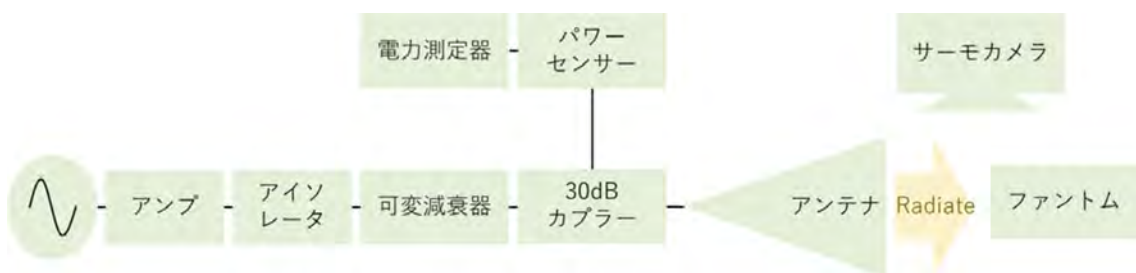 電力測定器
パワー
センサー
サーモカメラ
アンプ
アイソ
レータ
可変減衰器
30dB
カプラー
アンテナ
Radiate
ファントム